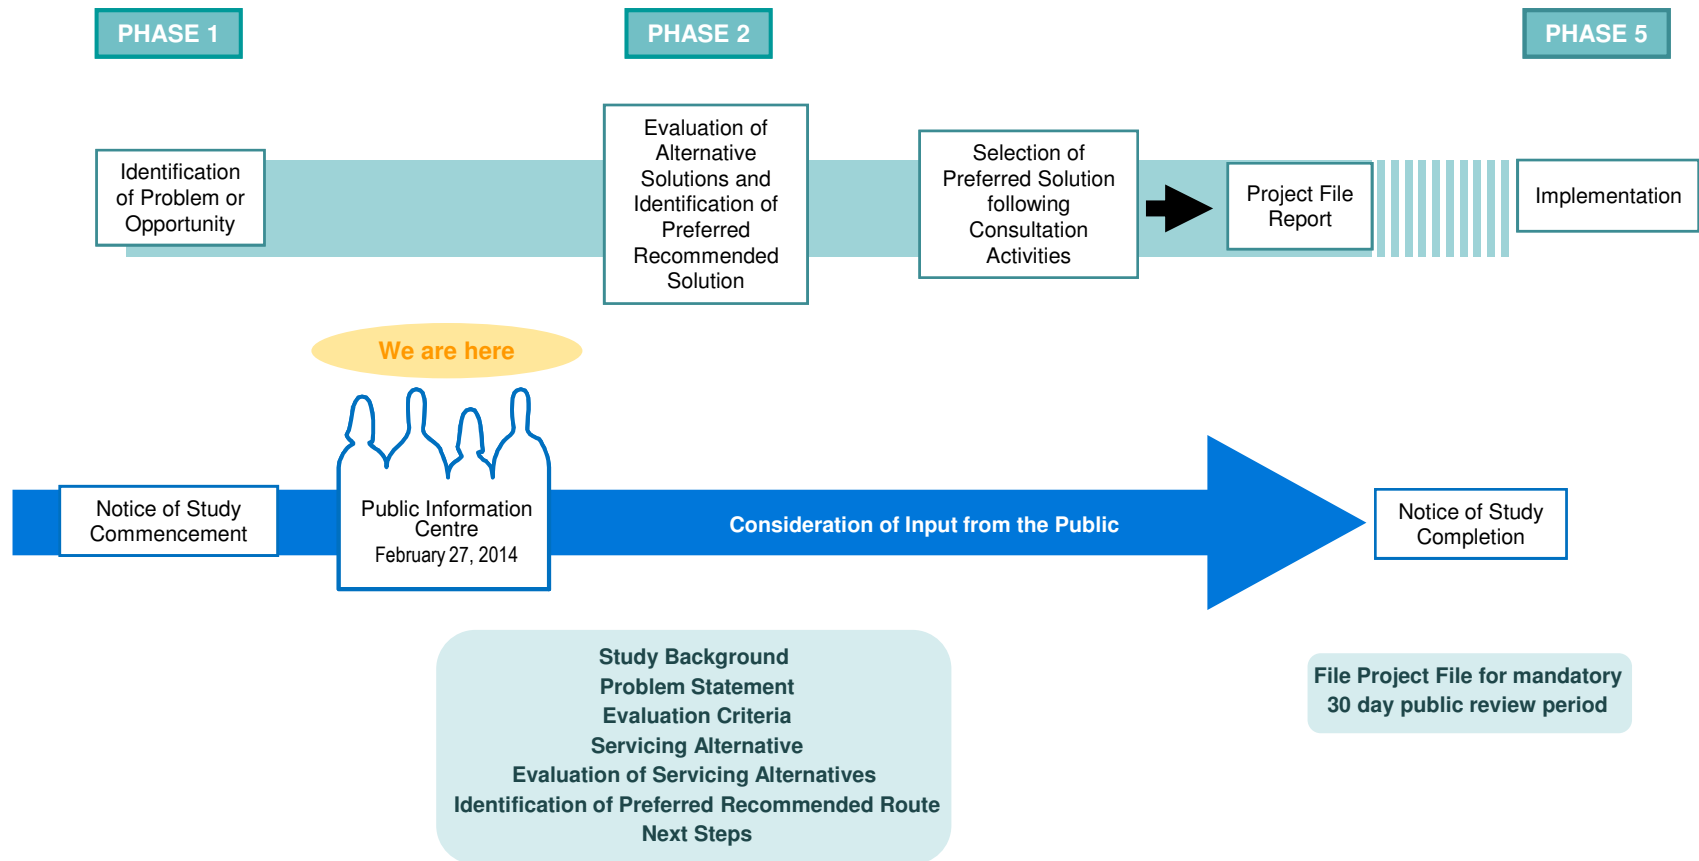 PHASE 1
PHASE 2
PHASE 5
Identification
of Problem or
Opportunity
Evaluation of
Alternative
Solutions and
Identification of
Preferred
Recommended
Solution
Selection of
Preferred Solution
following
Consultation
Activities
Project File
Report
Implementation
We are here
Notice of Study
Commencement
Public Information
Centre
February 27, 2014
Consideration of Input from the Public
Notice of Study
Completion
Study Background
Problem Statement
Evaluation Criteria
Servicing Alternative
Evaluation of Servicing Alternatives
Identification of Preferred Recommended Route
Next Steps
File Project File for mandatory
30 day public review period